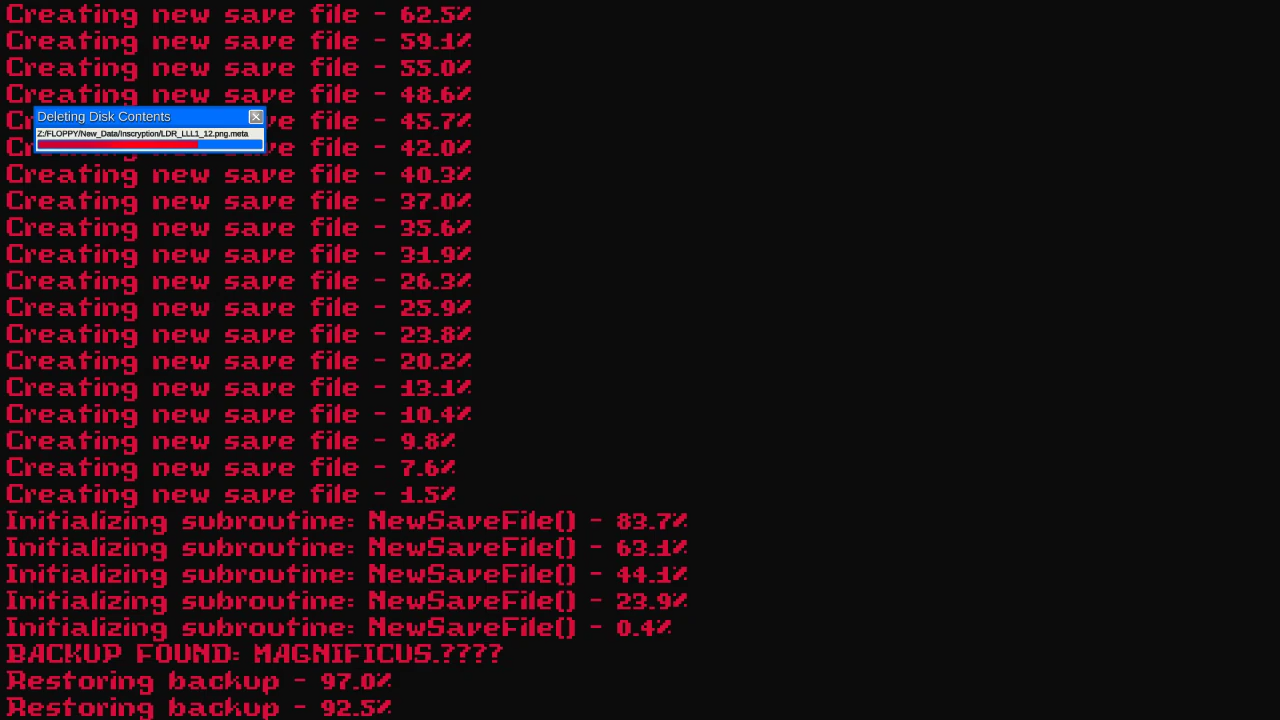 Creating new save file - 62.5%
Creating new save file - 59.1%
Creating new save file - 55.0%
Creating new save file - 48.6%
Deleting Disk Contents
Z:/FLOPPY/New_Data/Inscryption/LDR_LLL1_12.png.meta
Cr save file - 45.7%
Cr save file - 42.0%
Creating new save file - 40.3%
Creating new save file - 37.0%
Creating new save file - 35.6%
Creating new save file - 31.9%
Creating new save file - 26.3%
Creating new save file - 25.9%
Creating new save file - 23.8%
Creating new save file - 20.2%
Creating new save file - 13.1%
Creating new save file - 10.4%
Creating new save file - 9.8%
Creating new save file - 7.6%
Creating new save file - 1.5%
Initializing subroutine: NewSaveFile() - 83.7%
Initializing subroutine: NewSaveFile() - 63.1%
Initializing subroutine: NewSaveFile() - 44.1%
Initializing subroutine: NewSaveFile() - 23.9%
Initializing subroutine: NewSaveFile() - 0.4%
BACKUP FOUND: MAGNIFICUS.????
Restoring backup - 97.0%
Restoring backup - 92.5%